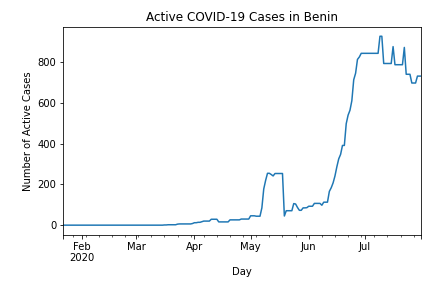 Active COVID-19 Cases in Benin
Number of Active Cases
800
600
400
200
0
Feb Mar Apr May Jun Jul
2020
Day